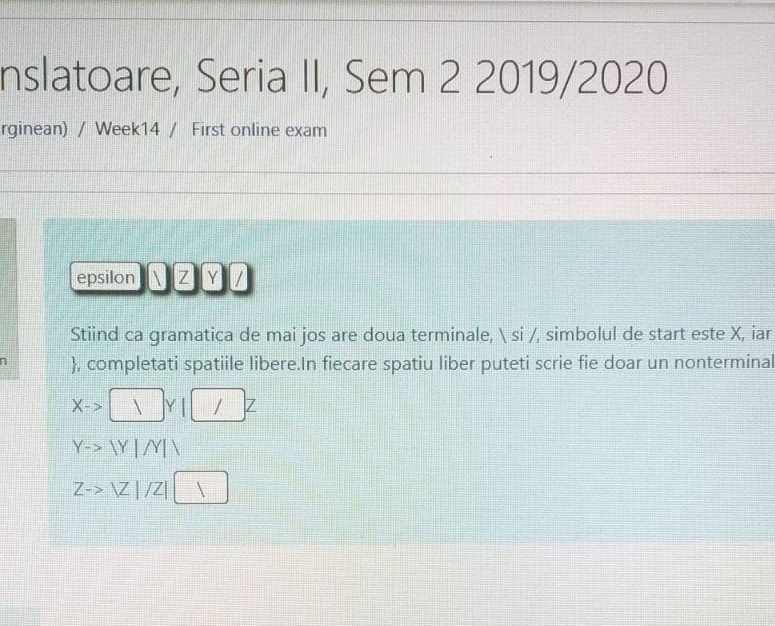 nslatoare, Seria II, Sem 2 2019/2020
rginean) / Week14 / First online exam
epsilon \ Z Y /
Stiind ca gramatica de mai jos are doua terminale, \ si /, simbolul de start este X, iar
n }, completati spatiile libere.In fiecare spatiu liber puteti scrie fie doar un nonterminal
X-> \ Y | / Z
Y-> \Y | /Y| \
Z-> \Z | /Z| \